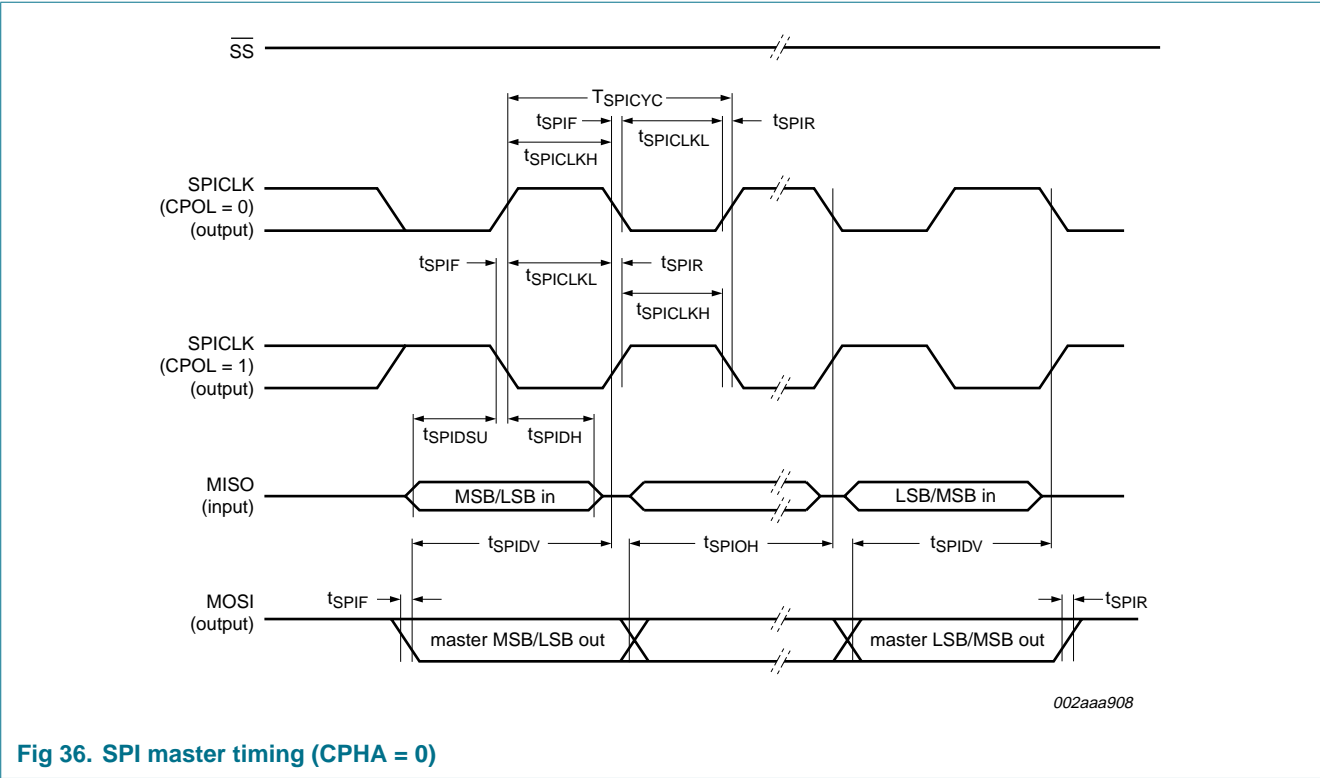 SS
TSPICYC
tSPIF tSPICLKL tSPIR
tSPICLKH
SPICLK
(CPOL = 0)
(output)
tSPIF tSPICLKL tSPIR
tSPICLKH
SPICLK
(CPOL = 1)
(output)
tSPIDSU tSPIDH
MISO
(input)
MSB/LSB in LSB/MSB in
tSPIDV tSPIOH tSPIDV
tSPIF tSPIR
MOSI
(output)
master MSB/LSB out master LSB/MSB out
002aaa908
Fig 36. SPI master timing (CPHA = 0)